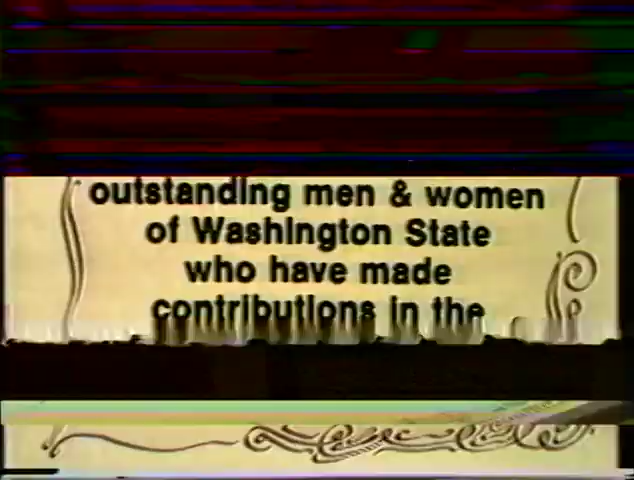 outstanding men & women
of Washington State
who have made
contributions in the